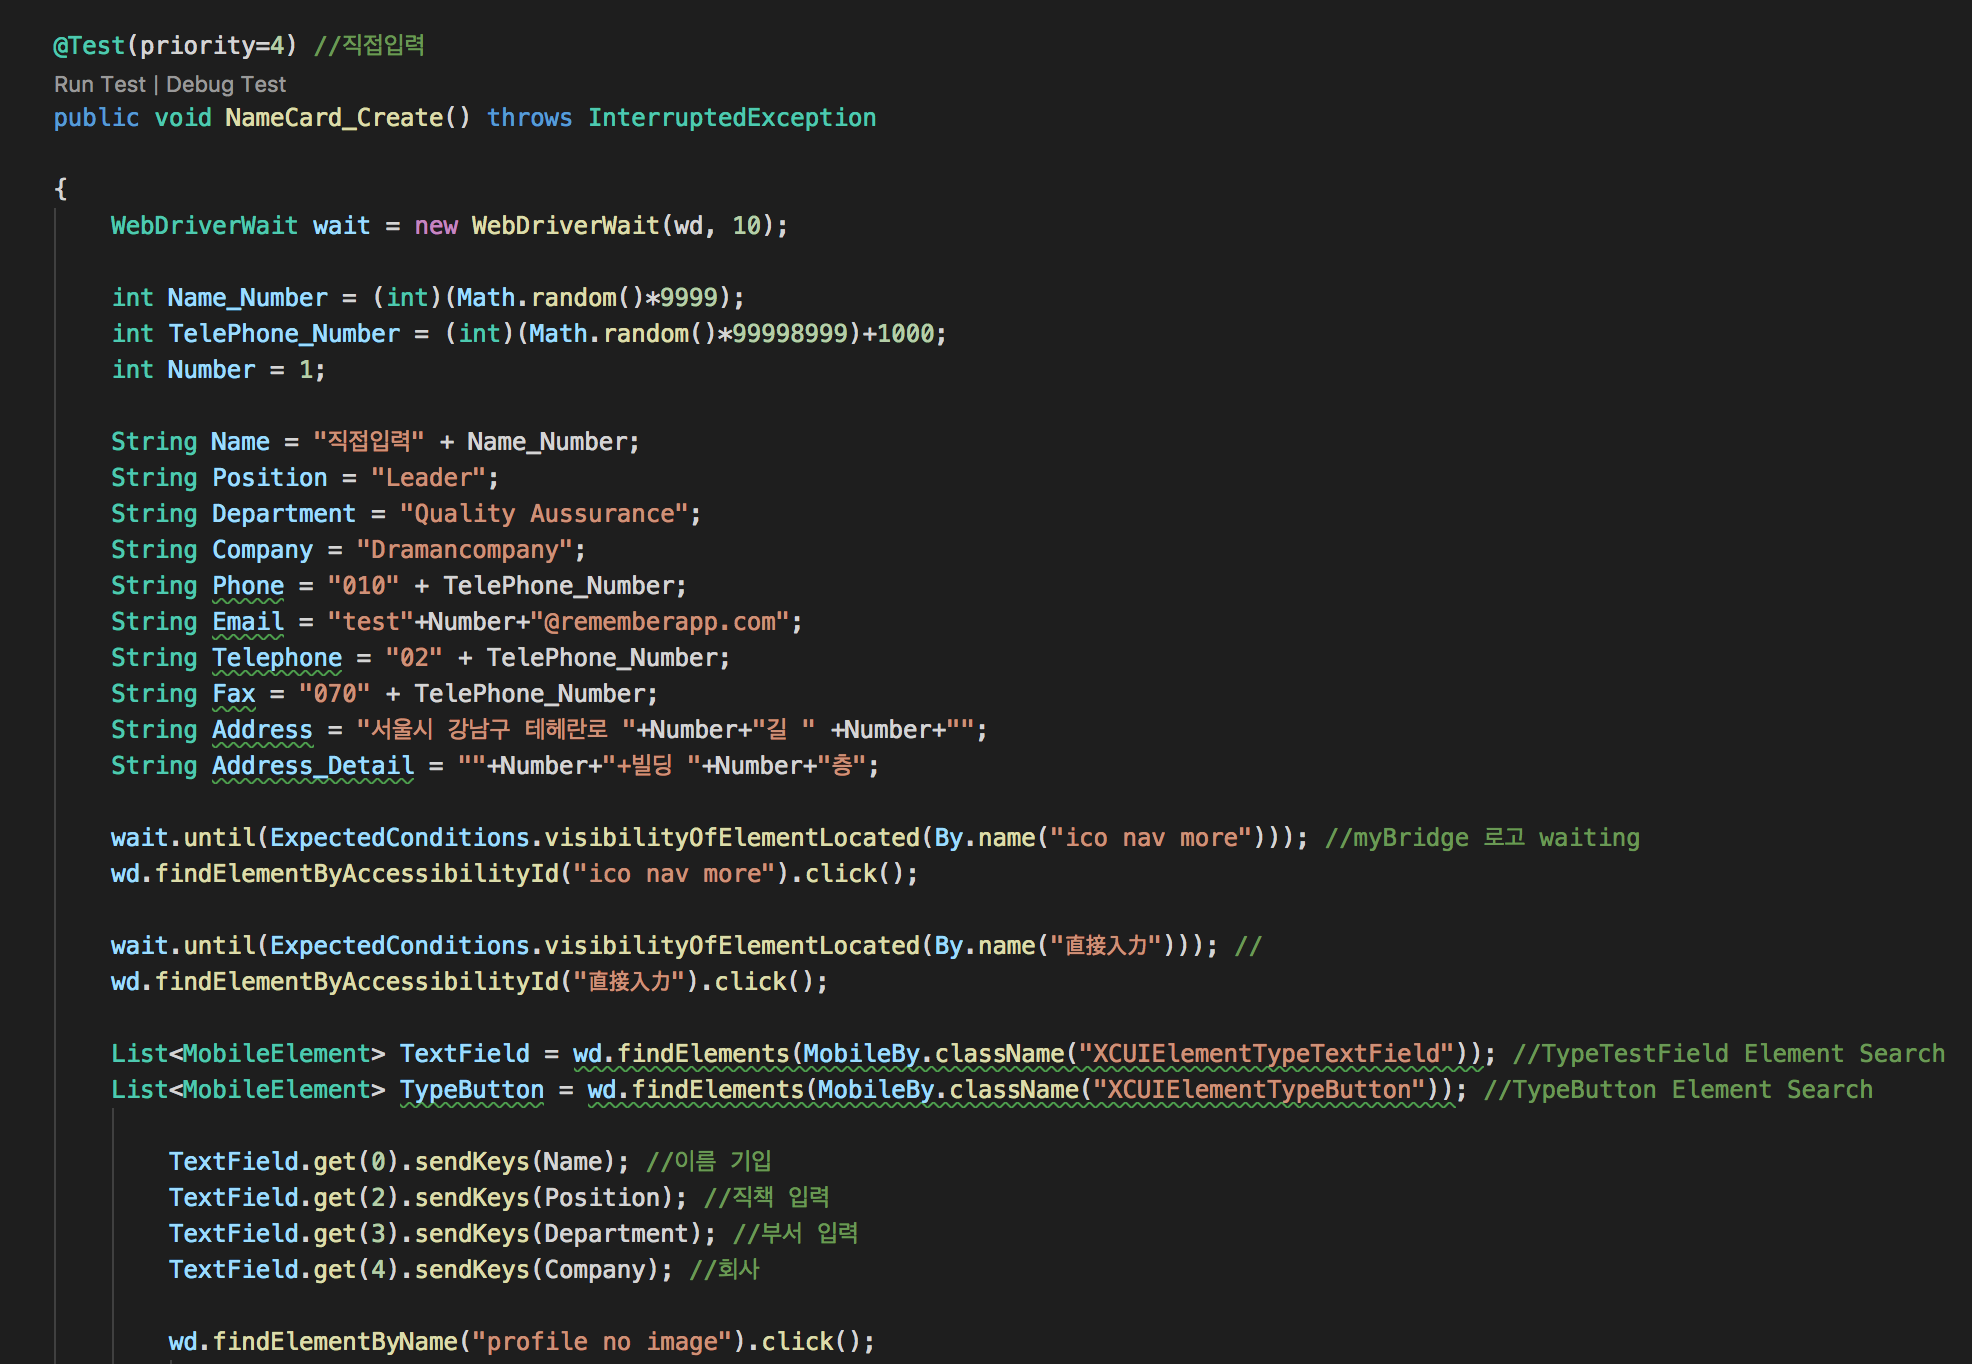 @Test(priority=4) //직접입력
Run Test | Debug Test
public void NameCard_Create() throws InterruptedException
{
WebDriverWait wait = new WebDriverWait(wd, 10);
int Name_Number = (int)(Math.random()*9999);
int TelePhone_Number = (int)(Math.random()*99998999)+1000;
int Number = 1;
String Name = "직접입력" + Name_Number;
String Position = "Leader";
String Department = "Quality Aussurance";
String Company = "Dramancompany";
String Phone = "010" + TelePhone_Number;
String Email = "test"+Number+"@rememberapp.com";
String Telephone = "02" + TelePhone_Number;
String Fax = "070" + TelePhone_Number;
String Address = "서울시 강남구 테헤란로 "+Number+"길 " +Number+"";
String Address_Detail = ""+Number+"+빌딩 "+Number+"층";
wait.until(ExpectedConditions.visibilityOfElementLocated(By.name("ico nav more"))); //myBridge 로고 waiting
wd.findElementByAccessibilityId("ico nav more").click();
wait.until(ExpectedConditions.visibilityOfElementLocated(By.name("直接入力"))); //
wd.findElementByAccessibilityId("直接入力").click();
List<MobileElement> TextField = wd.findElements(MobileBy.className("XCUIElementTypeTextField")); //TypeTestField Element Search
List<MobileElement> TypeButton = wd.findElements(MobileBy.className("XCUIElementTypeButton")); //TypeButton Element Search
TextField.get(0).sendKeys(Name); //이름 기입
TextField.get(2).sendKeys(Position); //직책 입력
TextField.get(3).sendKeys(Department); //부서 입력
TextField.get(4).sendKeys(Company); //회사
wd.findElementByName("profile no image").click();